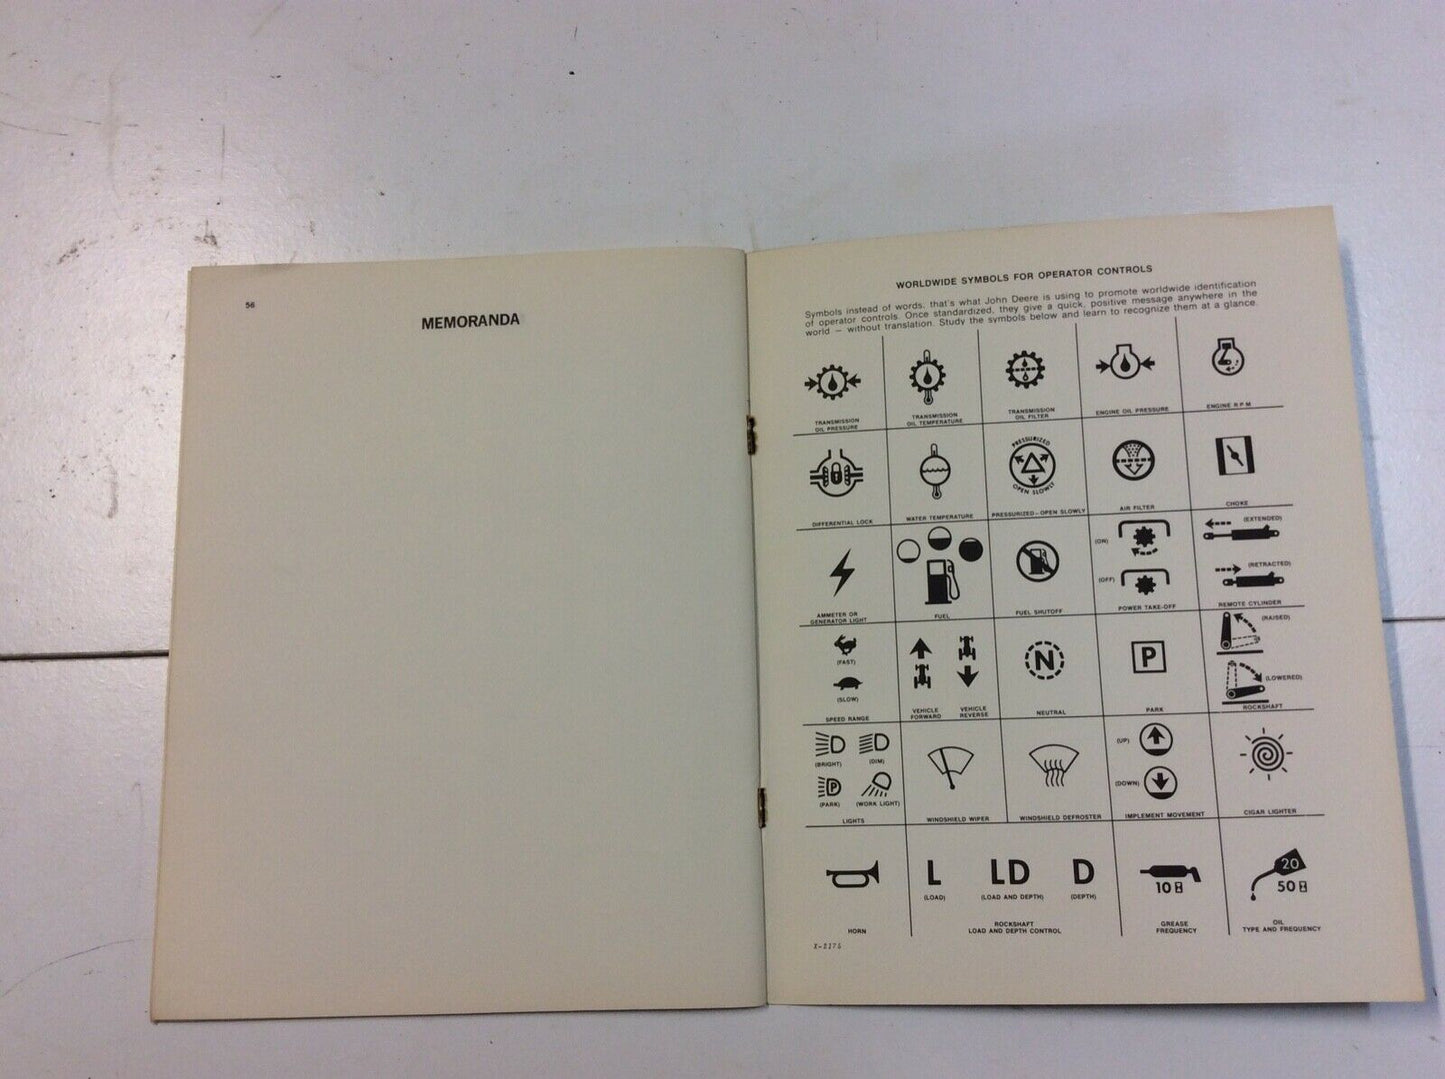 56
MEMORANDA
WORLDWIDE SYMBOLS FOR OPERATOR CONTROLS
Symbols instead of words, that's what John Deere is using to promote worldwide identification
of operator controls. Once standardized, they give a quick, positive message anywhere in the
world — without translation. Study the symbols below and learn to recognize them at a glance.
TRANSMISSION
OIL PRESSURE
TRANSMISSION
OIL TEMPERATURE
TRANSMISSION
OIL FILTER
ENGINE OIL PRESSURE
ENGINE R.P.M
PRESSURIZED
OPEN SLOWLY
DIFFERENTIAL LOCK
WATER TEMPERATURE
PRESSURIZED – OPEN SLOWLY
AIR FILTER
CHOKE
(ON)
(OFF)
(EXTENDED)
(RETRACTED)
AMMETER OR
GENERATOR LIGHT
FUEL
FUEL SHUTOFF
POWER TAKE-OFF
REMOTE CYLINDER
(FAST)
(SLOW)
N
P
(RAISED)
(LOWERED)
SPEED RANGE
VEHICLE
FORWARD
VEHICLE
REVERSE
NEUTRAL
PARK
ROCKSHAFT
(BRIGHT)
(DIM)
P
(PARK)
(WORK LIGHT)
(UP)
(DOWN)
LIGHTS
WINDSHIELD WIPER
WINDSHIELD DEFROSTER
IMPLEMENT MOVEMENT
CIGAR LIGHTER
L
(LOAD)
LD
(LOAD AND DEPTH)
D
(DEPTH)
10
20
50
HORN
ROCKSHAFT
LOAD AND DEPTH CONTROL
GREASE
FREQUENCY
OIL
TYPE AND FREQUENCY